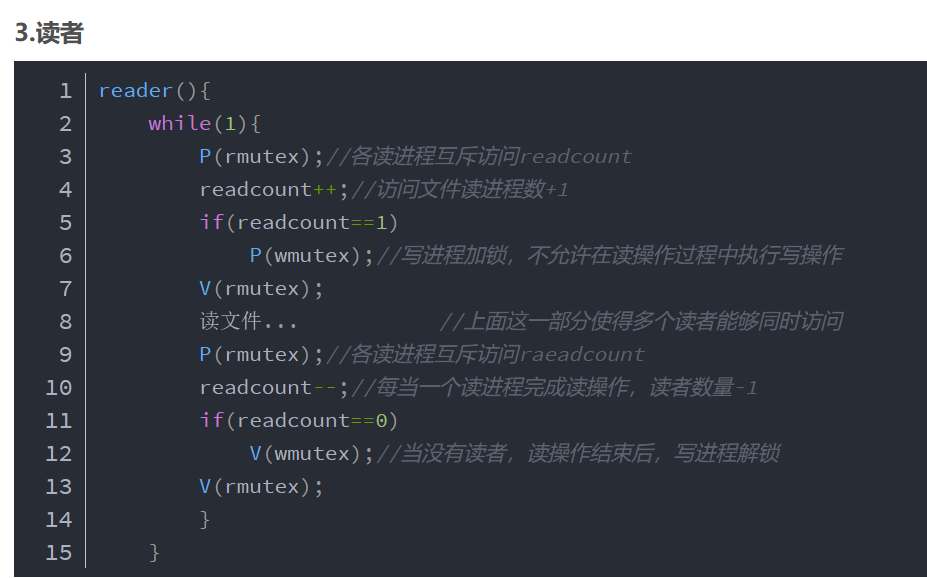 3.读者
1 reader(){
2 while(1){
3 P(rmutex);//各读进程互斥访问readcount
4 readcount++;//访问文件读进程数+1
5 if(readcount==1)
6 P(wmutex);//写进程加锁，不允许在读操作过程中执行写操作
7 V(rmutex);
8 读文件... //上面这一部分使得多个读者能够同时访问
9 P(rmutex);//各读进程互斥访问raeadcount
10 readcount--;//每当一个读进程完成读操作，读者数量-1
11 if(readcount==0)
12 V(wmutex);//当没有读者，读操作结束后，写进程解锁
13 V(rmutex);
14 }
15 }